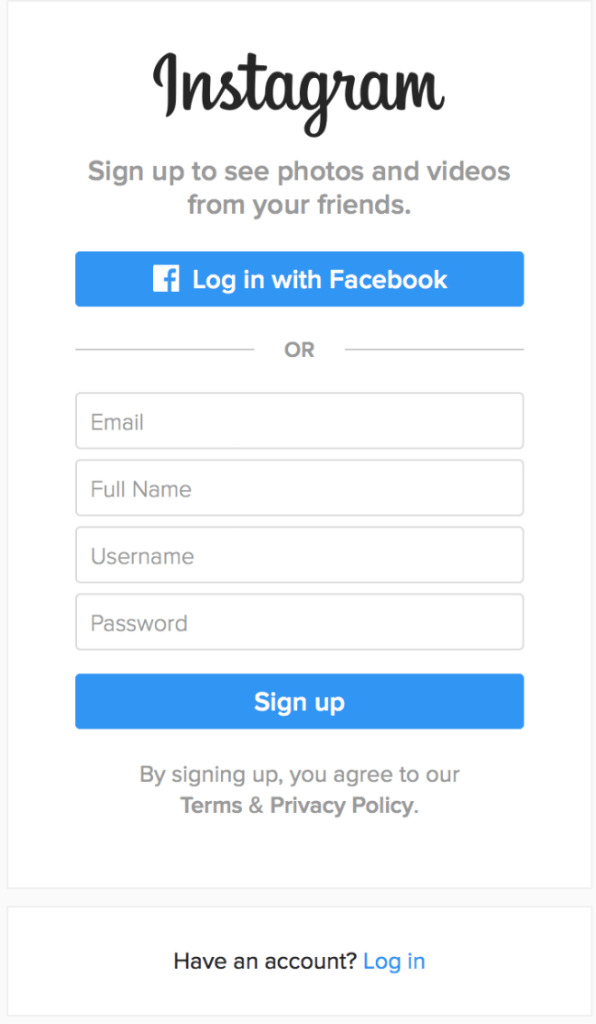 Instagram
Sign up to see photos and videos
from your friends.
Log in with Facebook
OR
Email
Full Name
Username
Password
Sign up
By signing up, you agree to our
Terms & Privacy Policy.
Have an account? Log in